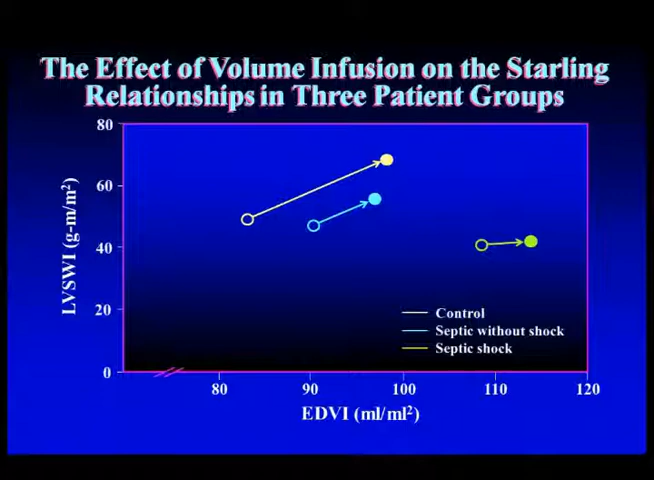 The Effect of Volume Infusion on the Starling
Relationships in Three Patient Groups
80
60
40
20
0
LVSWI (g-m/m²)
Control
Septic without shock
Septic shock
80 90 100 110 120
EDVI (ml/ml²)